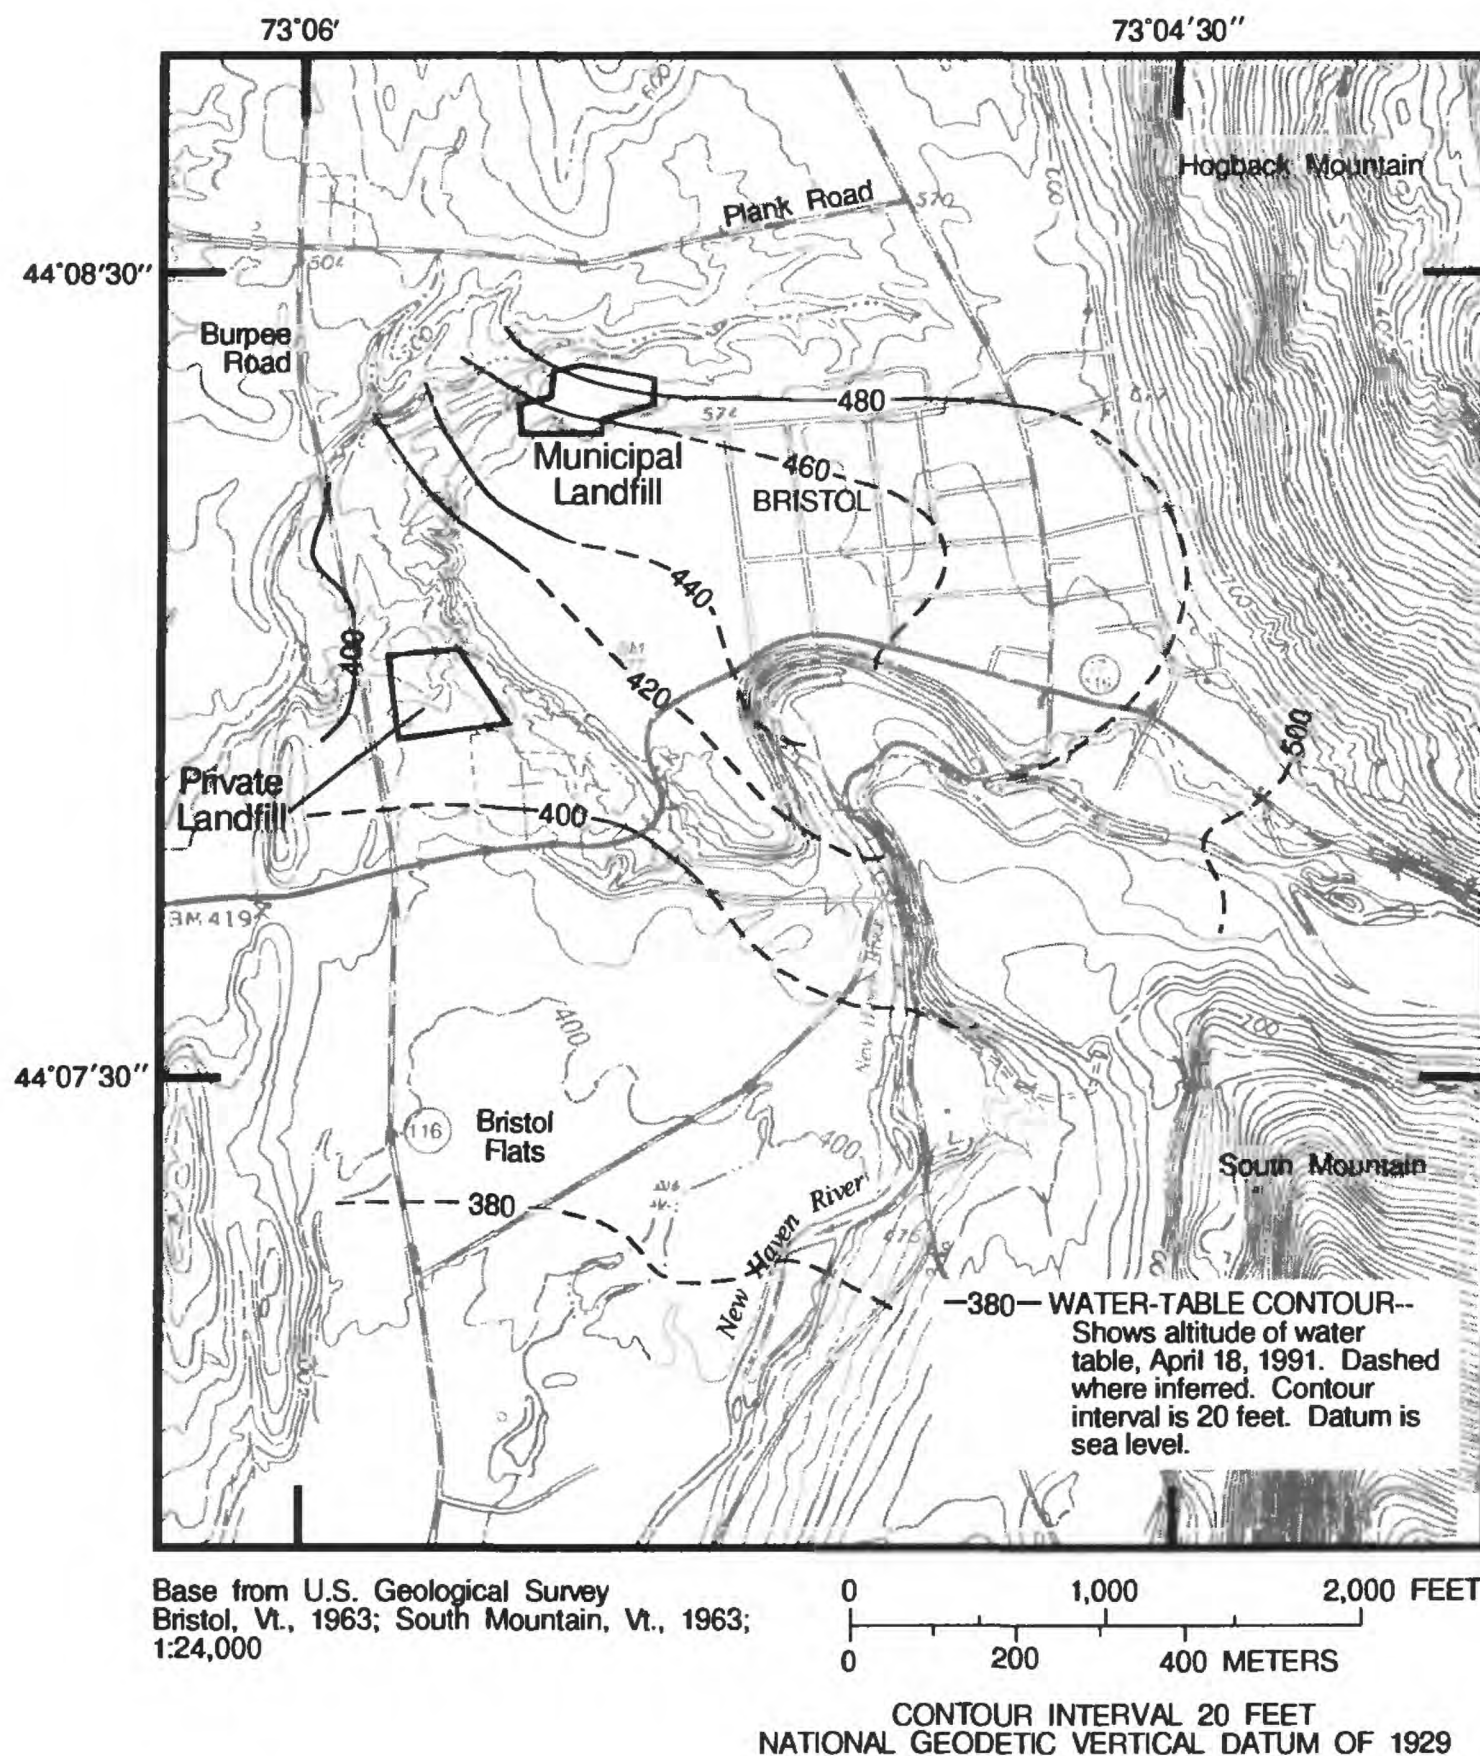 73°06′
73°04′30″
Hogback Mountain
Plank Road
570
44°08′30″
504
Burpee
Road
480
574
460
Municipal
Landfill
BRISTOL
440
400
420
500
Private
Landfill
400
BM 419
400
44°07′30″
200
116
Bristol
Flats
400
South Mountain
380
New Haven River
—380— WATER-TABLE CONTOUR--
Shows altitude of water
table, April 18, 1991. Dashed
where inferred. Contour
interval is 20 feet. Datum is
sea level.
Base from U.S. Geological Survey
Bristol, Vt., 1963; South Mountain, Vt., 1963;
1:24,000
0 1,000 2,000 FEET
0 200 400 METERS
CONTOUR INTERVAL 20 FEET
NATIONAL GEODETIC VERTICAL DATUM OF 1929